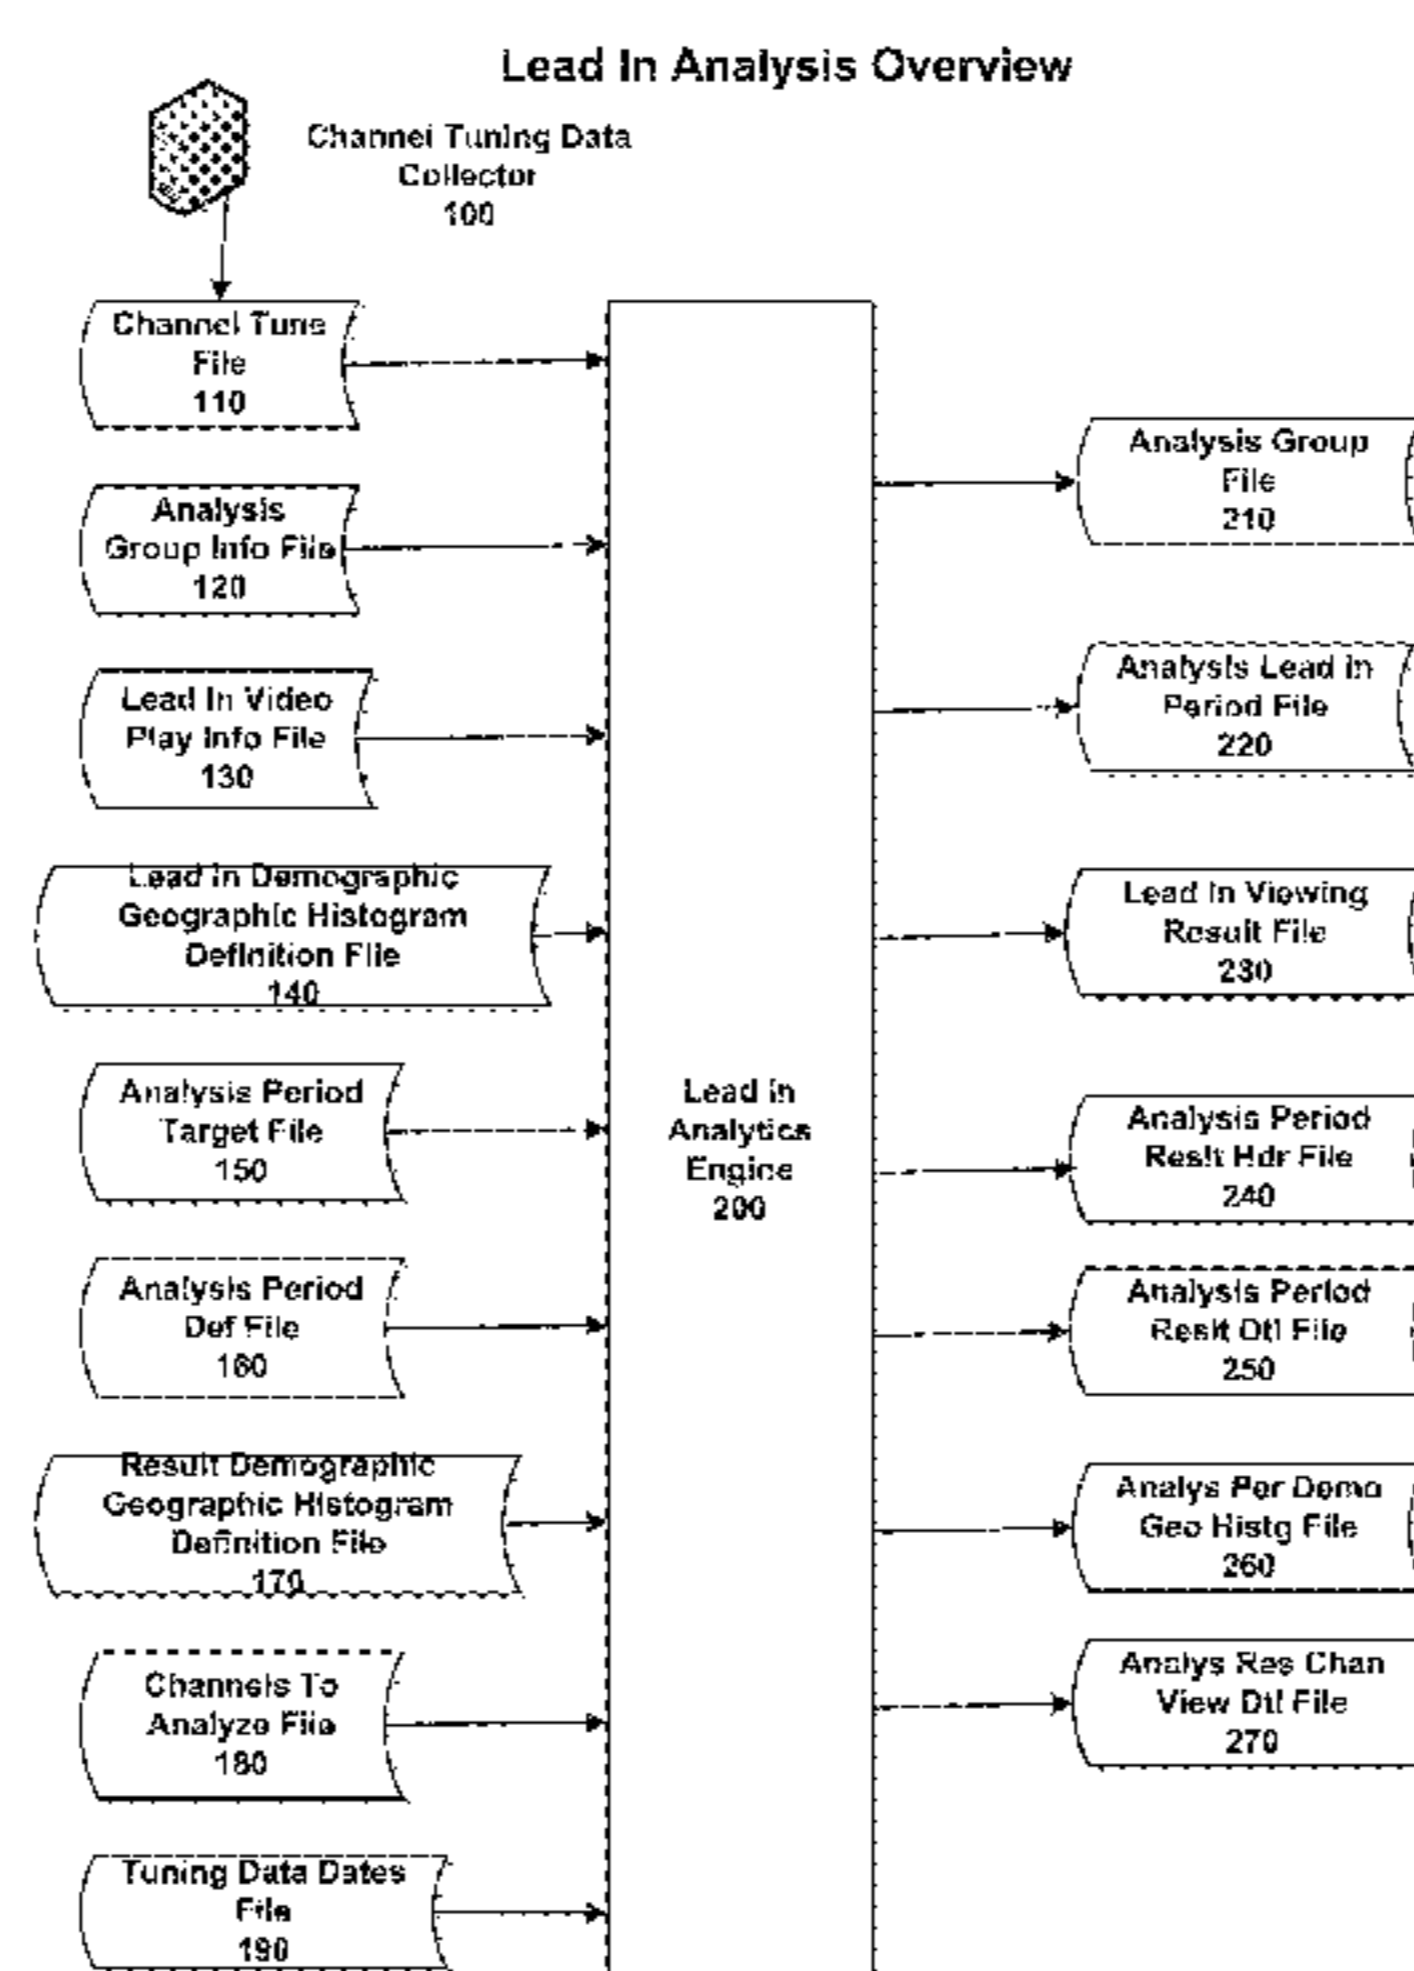 Lead In Analysis Overview
Channel Tuning Data
Collector
100
Channel Tune
File
110
Analysis
Group Info File
120
Lead In Video
Play Info File
130
Lead In Demographic
Geographic Histogram
Definition File
140
Analysis Period
Target File
150
Analysis Period
Def File
160
Result Demographic
Geographic Histogram
Definition File
170
Channels To
Analyze File
180
Tuning Data Dates
File
190
Lead In
Analytics
Engine
200
Analysis Group
File
210
Analysis Lead In
Period File
220
Lead In Viewing
Result File
230
Analysis Period
Reslt Hdr File
240
Analysis Period
Reslt Dtl File
250
Analys Per Demo
Geo Histg File
260
Analys Res Chan
View Dtl File
270